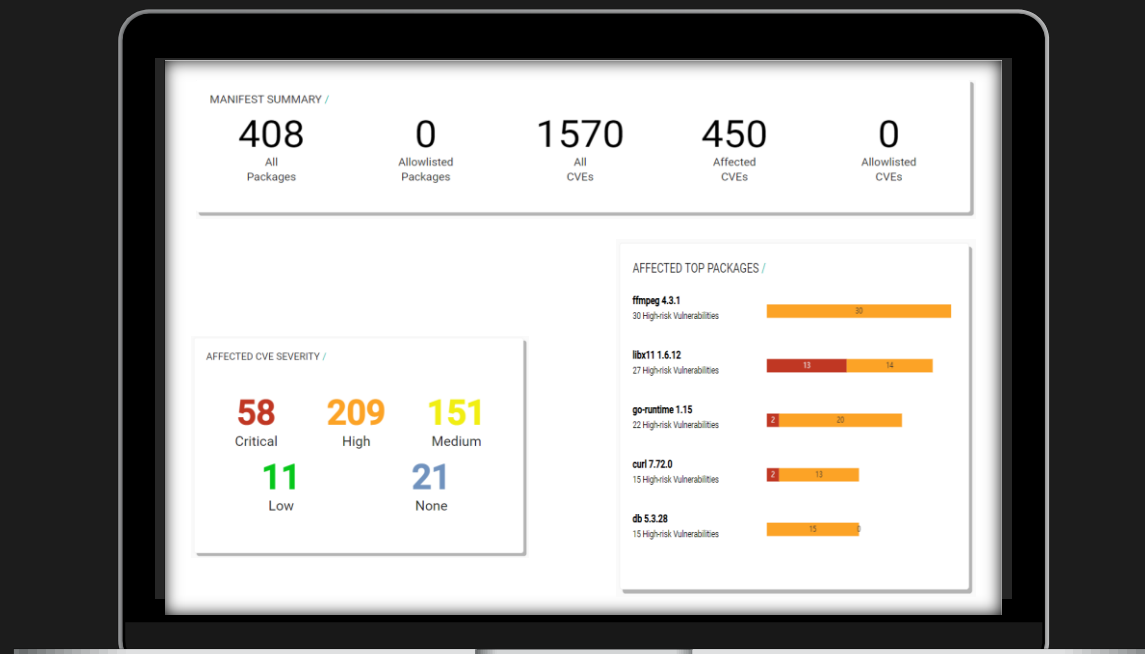 MANIFEST SUMMARY /
408 0 1570 450 0
All Allowlisted All Affected Allowlisted
Packages Packages CVEs CVEs CVEs
AFFECTED TOP PACKAGES /
ffmpeg 4.3.1
30 High-risk Vulnerabilities
30
libx11 1.6.12
27 High-risk Vulnerabilities
13 14
go-runtime 1.15
22 High-risk Vulnerabilities
2 20
curl 7.72.0
15 High-risk Vulnerabilities
2 13
db 5.3.28
15 High-risk Vulnerabilities
15 0
AFFECTED CVE SEVERITY /
58 209 151
Critical High Medium
11 21
Low None